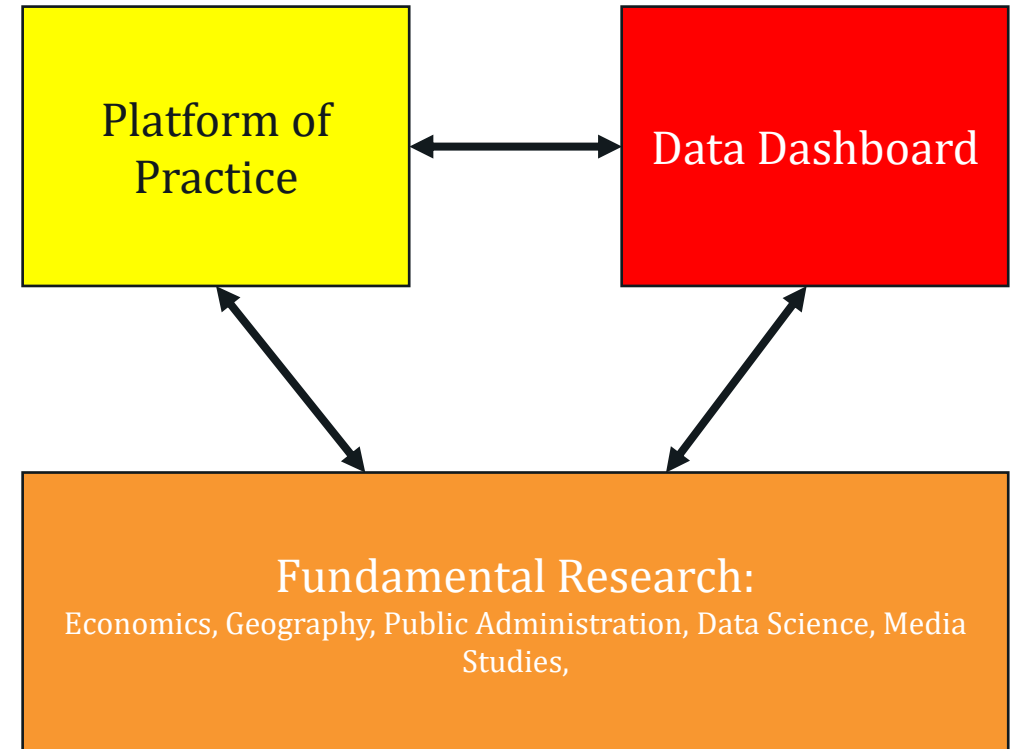 Platform of
Practice
Data Dashboard
Fundamental Research:
Economics, Geography, Public Administration, Data Science, Media
Studies,